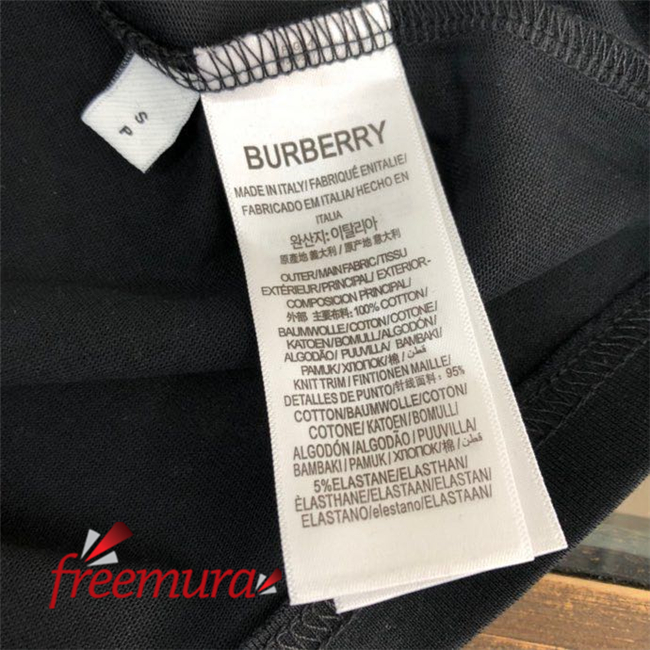 S P
BURBERRY
MADE IN ITALY/ FABRIQUÉ ENITALIE/
FABRICADO EM ITALIA/ HECHO EN
ITALIA
완산지:이탈리아
原產地 義大利 / 原产地 意大利
OUTER/MAIN FABRIC/TISSU
EXTÉRIEUR/PRINCIPAL/ EXTERIOR-
COMPOSICION PRINCIPAL/
外部 主要布料: 100% COTTON/
BAUMWOLLE/COTON/COTONE/
KATOEN/BOMULL/ALGODÓN/
ALGODÃO / PUUVILLA/ BAMBAKI/
PAMUK/ХЛОПОК/棉/ قطن/
KNIT TRIM / FINTIONEN MAILLE/
DETALLES DE PUNTO/针线面料: 95%
COTTON/BAUMWOLLE/COTON/
COTONE/ KATOEN/ BOMULL/
ALGODÓN/ALGODÃO / PUUVILLA/
BAMBAKI / PAMUK / ХЛОПОК/ 棉/ قطن/
5%ELASTANE/ELASTHAN/
ÉLASTHANE/ELASTAAN/ELASTAN/
ELASTANO/elestano/ELASTAAN/
freemura